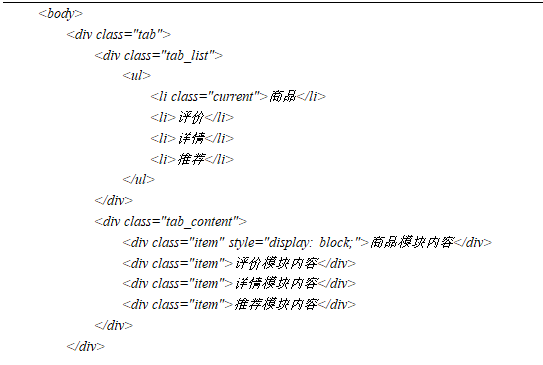 <body>
<div class="tab">
<div class="tab_list">
<ul>
<li class="current">商品</li>
<li>评价</li>
<li>详情</li>
<li>推荐</li>
</ul>
</div>
<div class="tab_content">
<div class="item" style="display: block;">商品模块内容</div>
<div class="item">评价模块内容</div>
<div class="item">详情模块内容</div>
<div class="item">推荐模块内容</div>
</div>
</div>